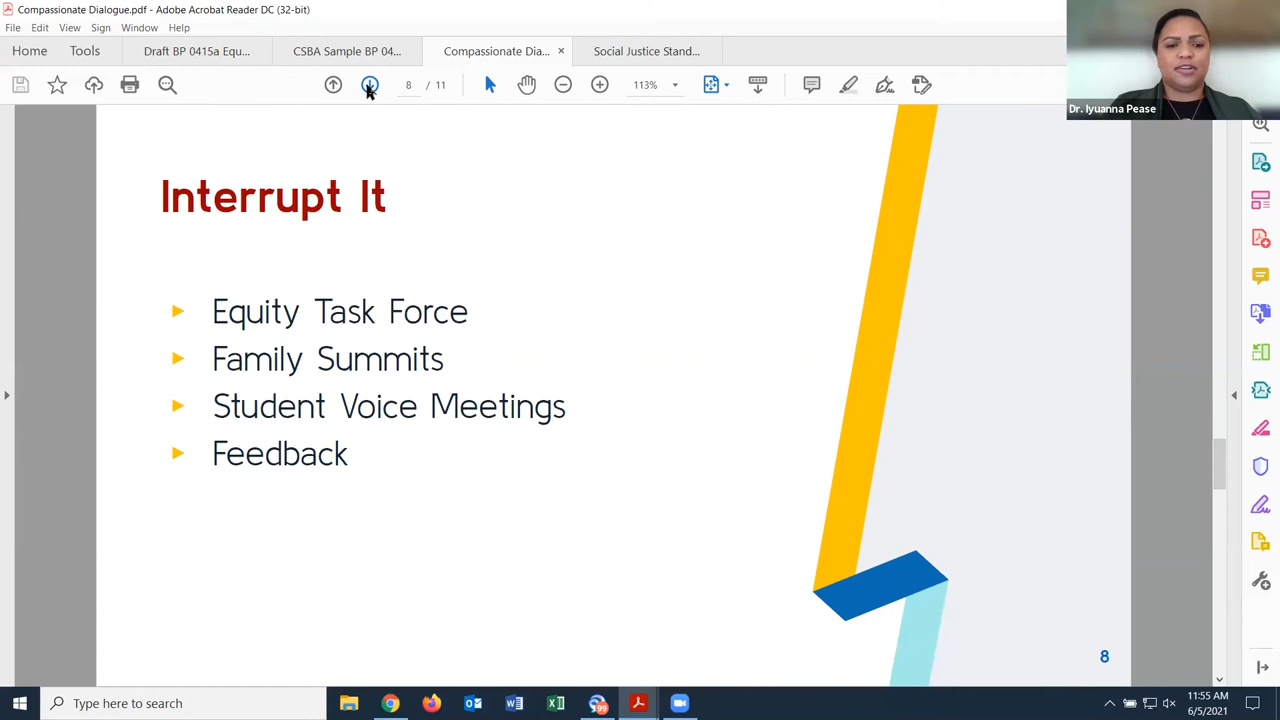 Compassionate Dialogue.pdf - Adobe Acrobat Reader DC (32-bit)
File Edit View Sign Window Help
Home Tools Draft BP 0415a Equ... CSBA Sample BP 04... Compassionate Dia... × Social Justice Stand...
8 / 11 113%
Dr. Iyuanna Pease
Interrupt It
Equity Task Force
Family Summits
Student Voice Meetings
Feedback
8
Type here to search
99
11:55 AM
6/5/2021